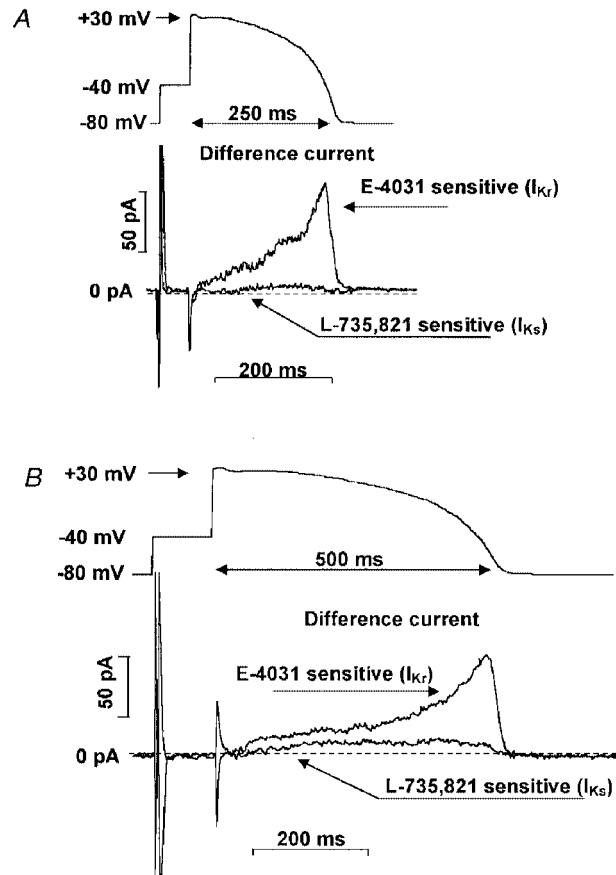 A
+30 mV
-40 mV
-80 mV
250 ms
Difference current
E-4031 sensitive (IKr)
50 pA
0 pA
L-735,821 sensitive (IKs)
200 ms
B
+30 mV
-40 mV
-80 mV
500 ms
Difference current
E-4031 sensitive (IKr)
50 pA
0 pA
L-735,821 sensitive (IKs)
200 ms